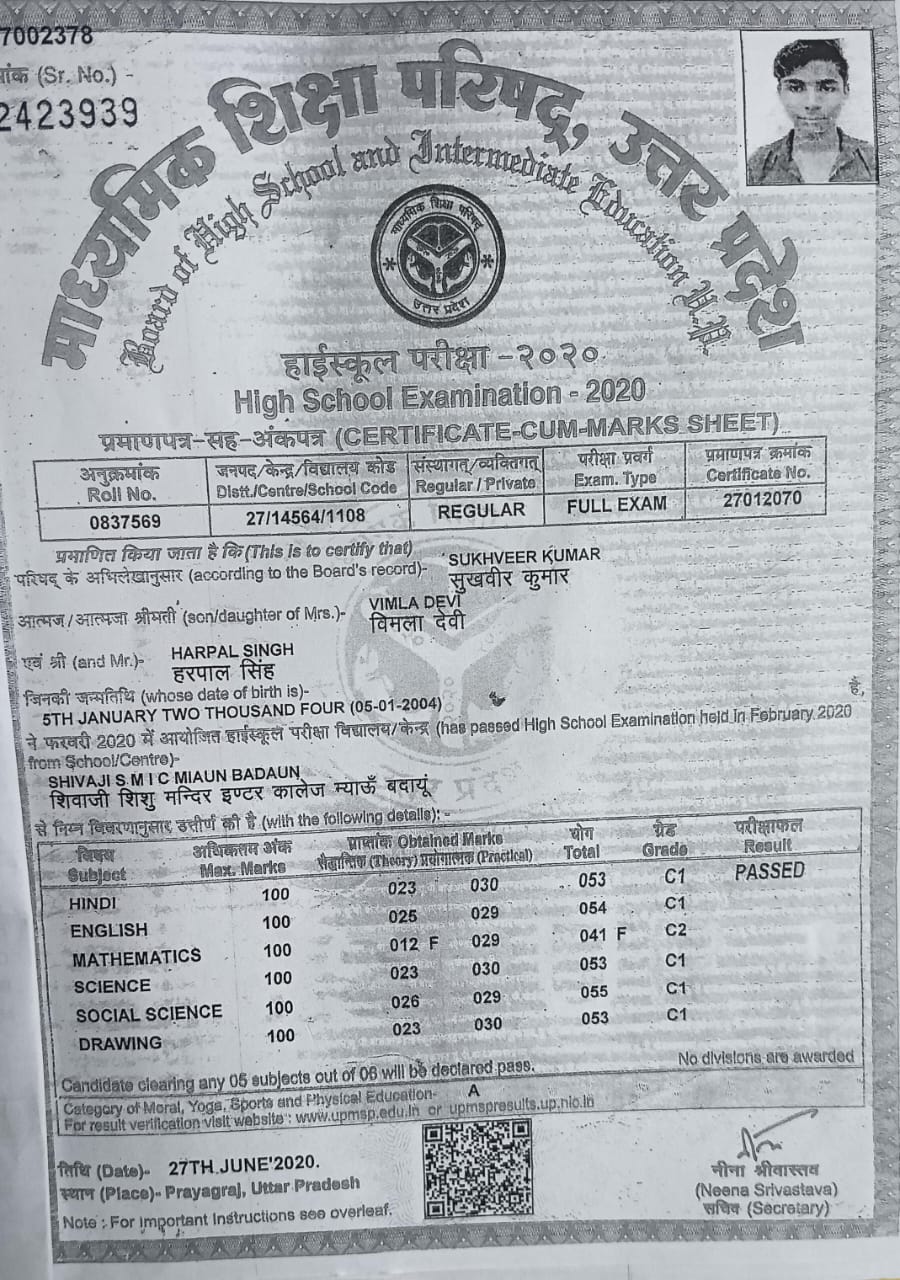 7002378
मांक (Sr. No.) -
2423939
माध्यमिक शिक्षा परिषद्, उत्तर प्रदेश
Board of High School and Intermediate Education U.P.
माध्यमिक शिक्षा परिषद्
उत्तर प्रदेश
हाईस्कूल परीक्षा -२०२०
High School Examination - 2020
प्रमाणपत्र-सह-अंकपत्र (CERTIFICATE-CUM-MARKS SHEET)
अनुक्रमांक जनपद/केन्द्र/विद्यालय कोड संस्थागत/व्यक्तिगत परीक्षा प्रवर्ग प्रमाणपत्र क्रमांक
Roll No. Distt./Centre/School Code Regular / Private Exam. Type Certificate No.
0837569 27/14564/1108 REGULAR FULL EXAM 27012070
प्रमाणित किया जाता है कि (This is to certify that) SUKHVEER KUMAR
परिषद् के अभिलेखानुसार (according to the Board's record)- सुखवीर कुमार
आत्मज/आत्मजा श्रीमती (son/daughter of Mrs.)- VIMLA DEVI
विमला देवी
एवं श्री (and Mr.)- HARPAL SINGH
हरपाल सिंह
जिनकी जन्मतिथि (whose date of birth is)-
5TH JANUARY TWO THOUSAND FOUR (05-01-2004) है,
ने फरवरी 2020 में आयोजित हाईस्कूल परीक्षा विद्यालय/केन्द्र (has passed High School Examination held in February 2020
from School/Centre)-
SHIVAJI S M I C MIAUN BADAUN
शिवाजी शिशु मन्दिर इण्टर कालेज म्याऊँ बदायूं
से निम्न विवरणानुसार उत्तीर्ण की है (with the following details): -
विषय अधिकतम अंक प्राप्तांक Obtained Marks योग ग्रेड परीक्षाफल
Subject Max. Marks सैद्धान्तिक (Theory) प्रयोगात्मक (Practical) Total Grade Result
HINDI 100 023 030 053 C1 PASSED
ENGLISH 100 025 029 054 C1
MATHEMATICS 100 012 F 029 041 F C2
SCIENCE 100 023 030 053 C1
SOCIAL SCIENCE 100 026 029 055 C1
DRAWING 100 023 030 053 C1
Candidate clearing any 05 subjects out of 06 will be declared pass. No divisions are awarded
Category of Moral, Yoga, Sports and Physical Education- A
For result verification visit website : www.upmsp.edu.in or upmspresults.up.nic.in
तिथि (Date)- 27TH JUNE'2020.
स्थान (Place)- Prayagraj, Uttar Pradesh
Note : For Important Instructions see overleaf.
नीना श्रीवास्तव
(Neena Srivastava)
सचिव (Secretary)